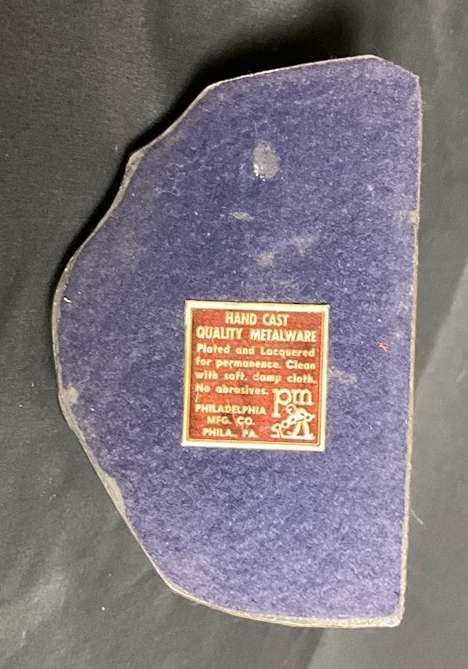 HAND CAST
QUALITY METALWARE
Plated and Lacquered
for permanence. Clean
with soft, damp cloth.
No abrasives.
pm
PHILADELPHIA
MFG. CO.
PHILA., PA.